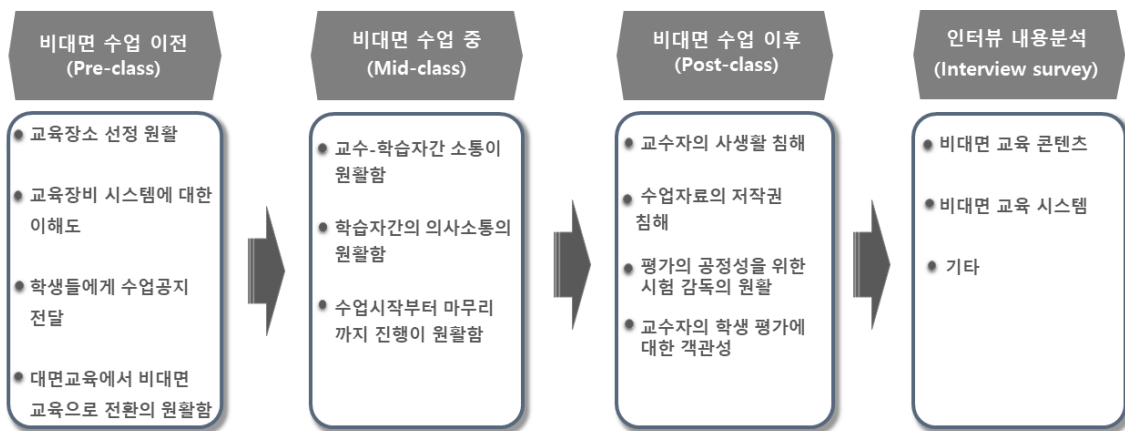 비대면 수업 이전
(Pre-class)
● 교육장소 선정 원활
● 교육장비 시스템에 대한
이해도
● 학생들에게 수업공지
전달
● 대면교육에서 비대면
교육으로 전환의 원활함
비대면 수업 중
(Mid-class)
● 교수-학습자간 소통이
원활함
● 학습자간의 의사소통의
원활함
● 수업시작부터 마무리
까지 진행이 원활함
비대면 수업 이후
(Post-class)
● 교수자의 사생활 침해
● 수업자료의 저작권
침해
● 평가의 공정성을 위한
시험 감독의 원활
● 교수자의 학생 평가에
대한 객관성
인터뷰 내용분석
(Interview survey)
● 비대면 교육 콘텐츠
● 비대면 교육 시스템
● 기타